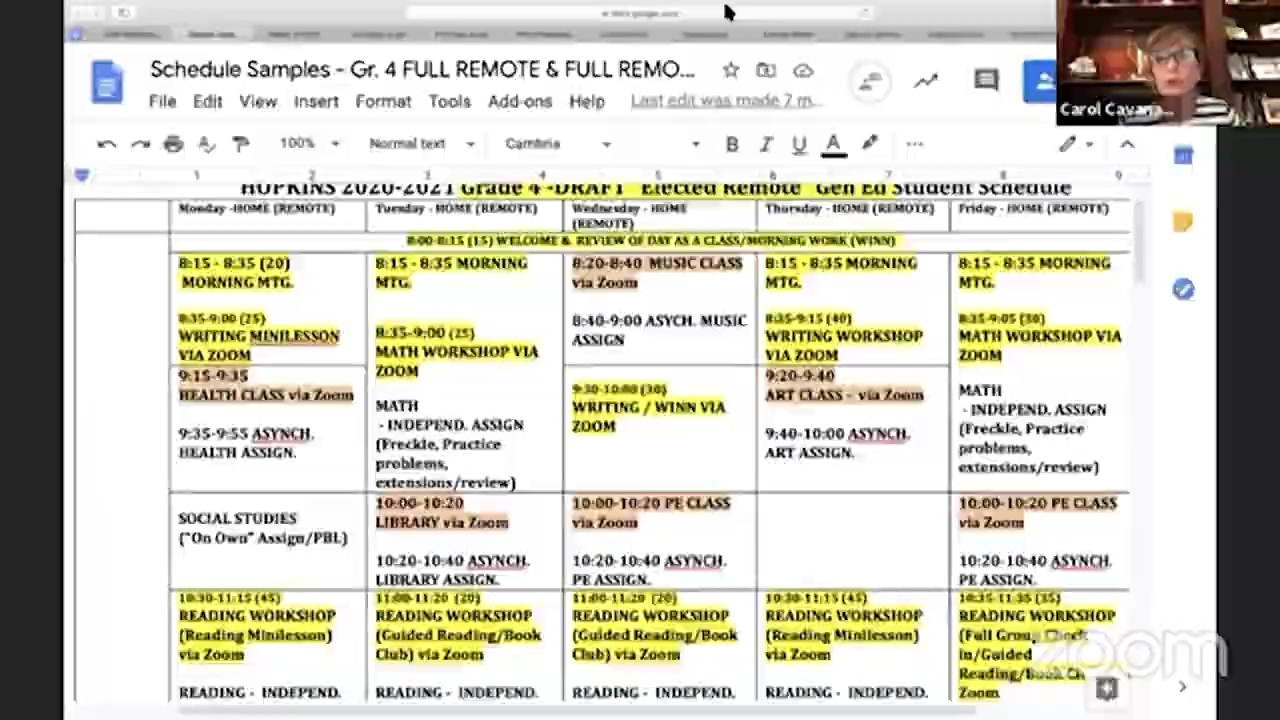 Schedule Samples - Gr. 4 FULL REMOTE & FULL REMO...
File Edit View Insert Format Tools Add-ons Help Last edit was made 7 m...
Carol Cavana...
100% Normal text Cambria B I U A
1 2 3 4 5 6 7 8 9
HOPKINS 2020-2021 Grade 4 -DRAFT "Elected Remote" Gen Ed Student Schedule
Monday -HOME (REMOTE) Tuesday - HOME (REMOTE) Wednesday - HOME (REMOTE) Thursday - HOME (REMOTE) Friday - HOME (REMOTE)
8:00-8:15 (15) WELCOME & REVIEW OF DAY AS A CLASS/MORNING WORK (WINN)
8:15 - 8:35 (20)
MORNING MTG.
8:35-9:00 (25)
WRITING MINILESSON
VIA ZOOM
8:15 - 8:35 MORNING
MTG.
8:35-9:00 (25)
MATH WORKSHOP VIA
ZOOM
MATH
- INDEPEND. ASSIGN
(Freckle, Practice
problems,
extensions/review)
8:20-8:40 MUSIC CLASS
via Zoom
8:40-9:00 ASYCH. MUSIC
ASSIGN
8:15 - 8:35 MORNING
MTG.
8:35-9:15 (40)
WRITING WORKSHOP
VIA ZOOM
8:15 - 8:35 MORNING
MTG.
8:35-9:05 (30)
MATH WORKSHOP VIA
ZOOM
MATH
- INDEPEND. ASSIGN
(Freckle, Practice
problems,
extensions/review)
9:15-9:35
HEALTH CLASS via Zoom
9:35-9:55 ASYNCH.
HEALTH ASSIGN.
9:30-10:00 (30)
WRITING / WINN VIA
ZOOM
9:20-9:40
ART CLASS - via Zoom
9:40-10:00 ASYNCH.
ART ASSIGN.
SOCIAL STUDIES
("On Own" Assign/PBL)
10:00-10:20
LIBRARY via Zoom
10:20-10:40 ASYNCH.
LIBRARY ASSIGN.
10:00-10:20 PE CLASS
via Zoom
10:20-10:40 ASYNCH.
PE ASSIGN.
10:00-10:20 PE CLASS
via Zoom
10:20-10:40 ASYNCH.
PE ASSIGN.
10:30-11:15 (45)
READING WORKSHOP
(Reading Minilesson)
via Zoom
READING - INDEPEND.
11:00-11:20 (20)
READING WORKSHOP
(Guided Reading/Book
Club) via Zoom
READING - INDEPEND.
11:00-11:20 (20)
READING WORKSHOP
(Guided Reading/Book
Club) via Zoom
READING - INDEPEND.
10:30-11:15 (45)
READING WORKSHOP
(Reading Minilesson)
via Zoom
READING - INDEPEND.
READING WORKSHOP
(Full Group Check
in/Guided
Reading/Book
Zoom
zoom